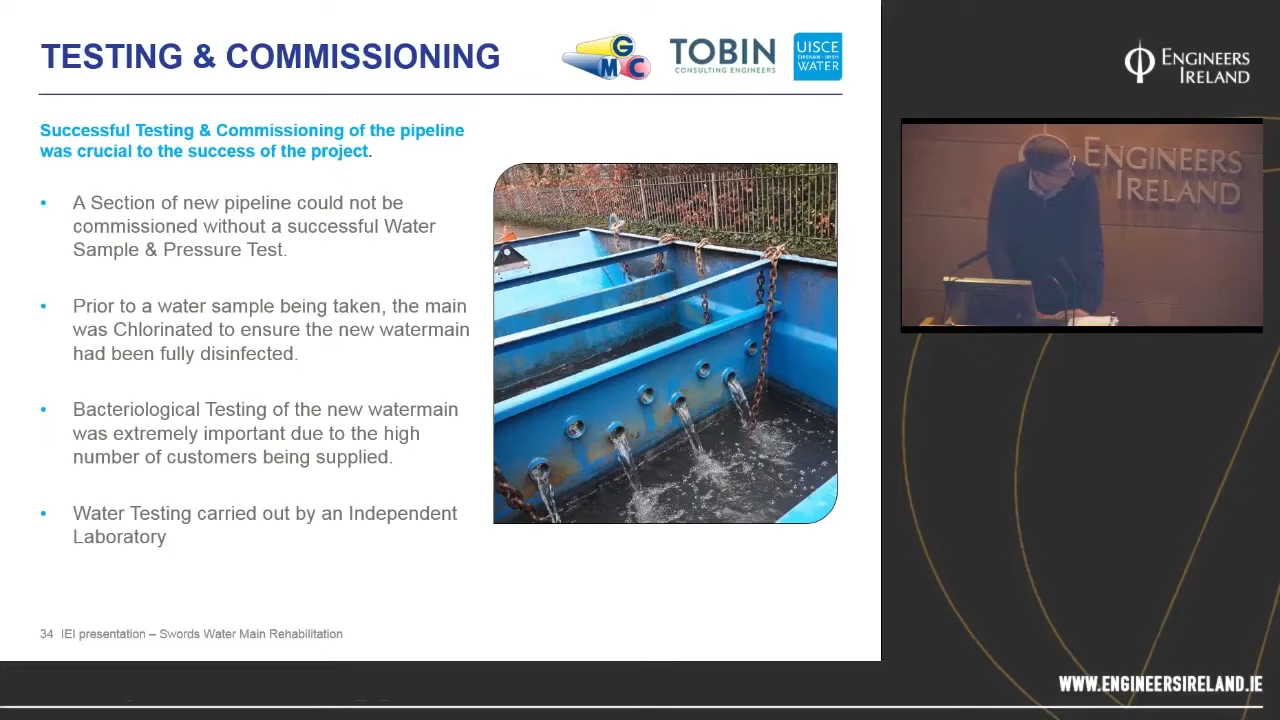 TESTING & COMMISSIONING
GMC
TOBIN
CONSULTING ENGINEERS
UISCE
ÉIREANN : IRISH
WATER
Successful Testing & Commissioning of the pipeline
was crucial to the success of the project.
• A Section of new pipeline could not be
commissioned without a successful Water
Sample & Pressure Test.
• Prior to a water sample being taken, the main
was Chlorinated to ensure the new watermain
had been fully disinfected.
• Bacteriological Testing of the new watermain
was extremely important due to the high
number of customers being supplied.
• Water Testing carried out by an Independent
Laboratory
34 IEI presentation – Swords Water Main Rehabilitation
ENGINEERS
IRELAND
ENGINEERS
IRELAND
WWW.ENGINEERSIRELAND.IE